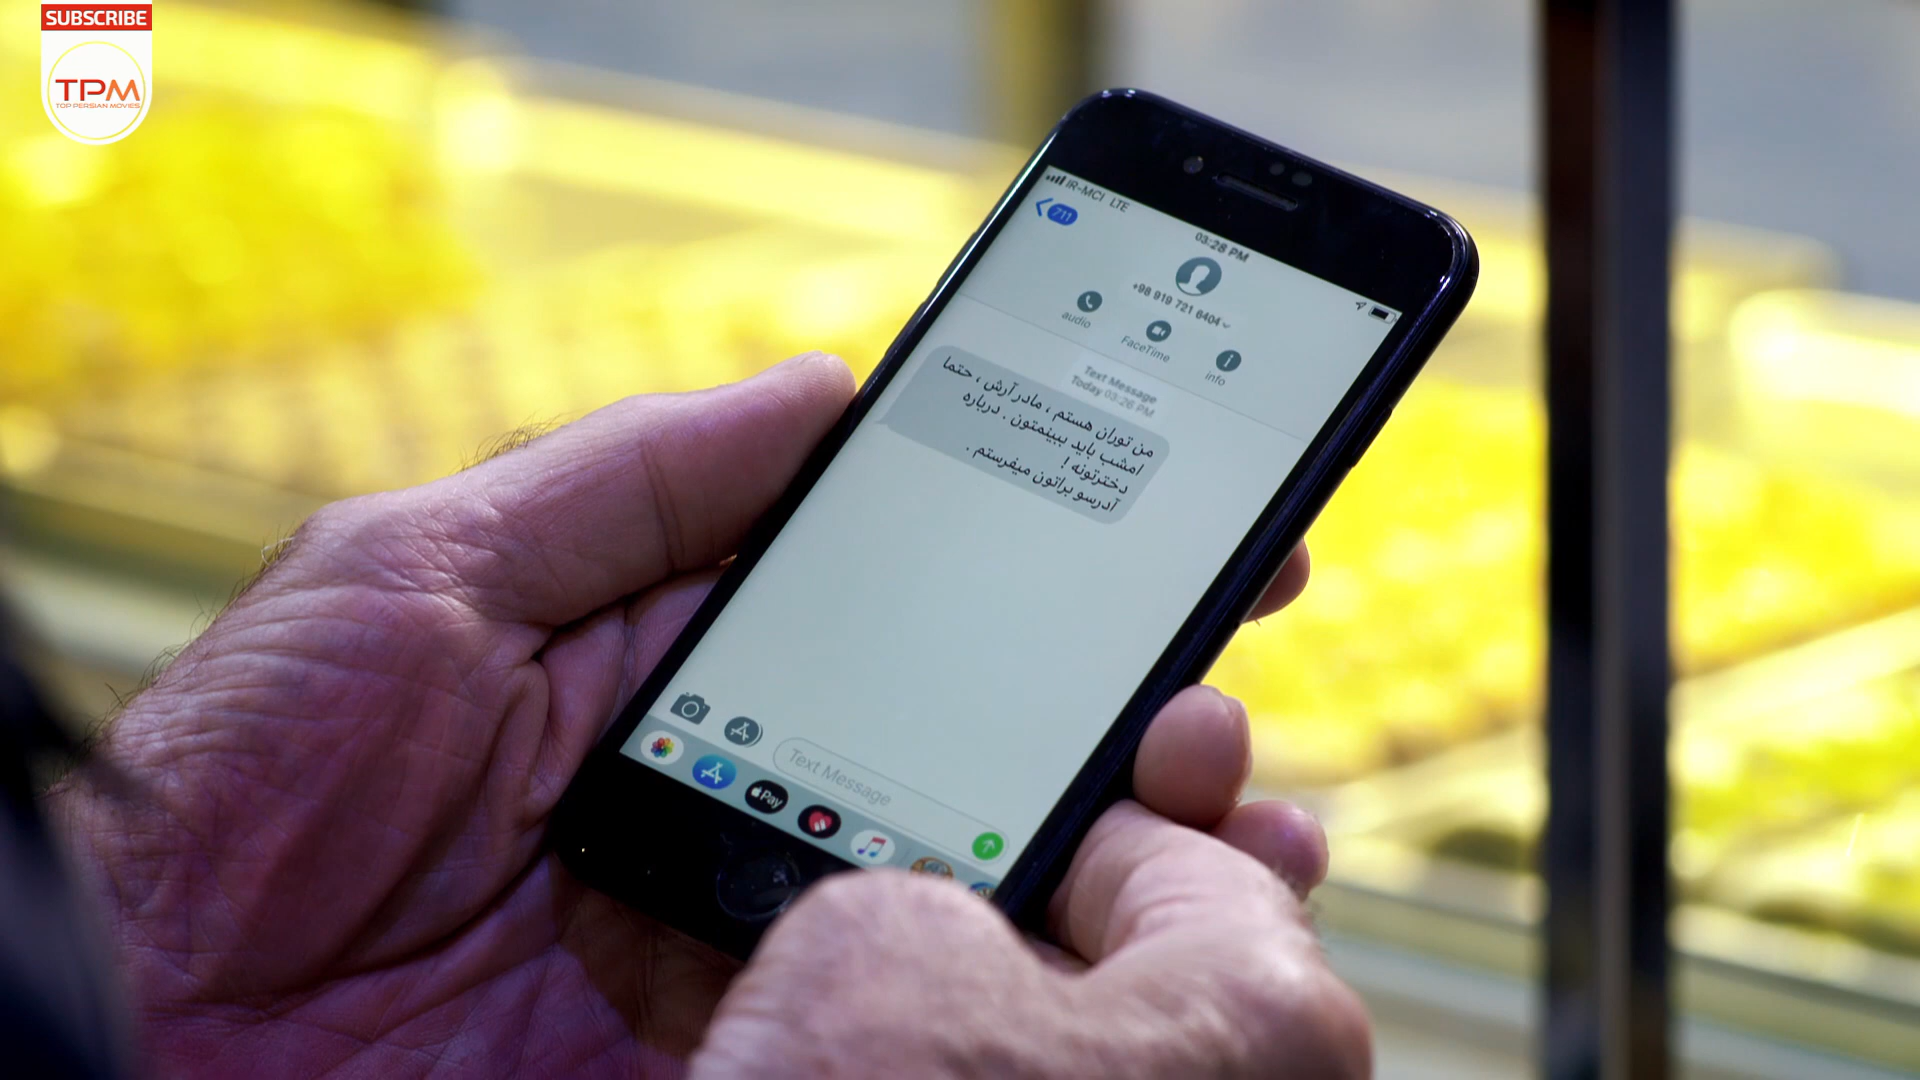 SUBSCRIBE
TPM
TOP PERSIAN MOVIES
IR-MCI LTE
03:28 PM
711
+98 919 721 6404
audio
FaceTime
info
Text Message
Today 03:26 PM
من توران هستم ، مادر آرش ، حتما
امشب باید ببینمتون . درباره
دخترتونه !
آدرسو براتون میفرستم .
Text Message
Pay